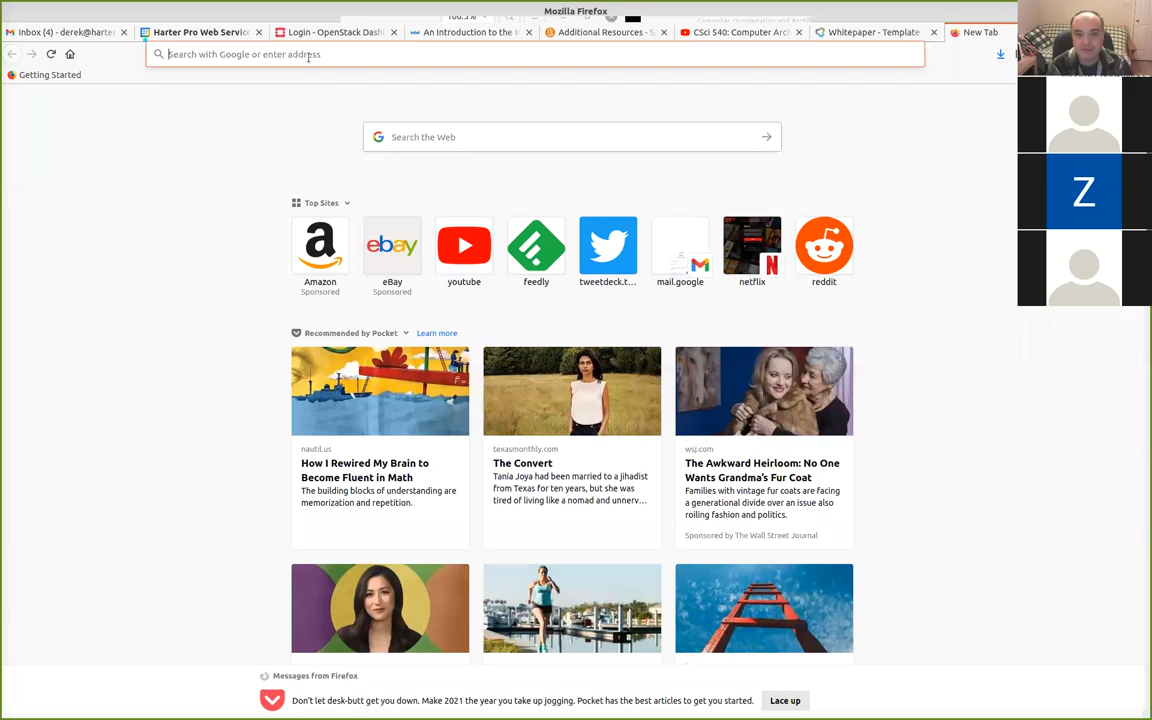 Mozilla Firefox
Inbox (4) - derek@harter
Harter Pro Web Service
Login - OpenStack Dash
An Introduction to the
Additional Resources - S
CSci 540: Computer Arc
Whitepaper - Template
New Tab
Search with Google or enter address
Getting Started
Search the Web
Top Sites
a
ebay
N
Amazon
eBay
youtube
feedly
tweetdeck.t...
mail.google
netflix
reddit
Sponsored
Sponsored
Z
Recommended by Pocket
Learn more
nautil.us
How I Rewired My Brain to
Become Fluent in Math
The building blocks of understanding are
memorization and repetition.
texasmonthly.com
The Convert
Tania Joya had been married to a jihadist
from Texas for ten years, but she was
tired of living like a nomad and unnerv...
wsj.com
The Awkward Heirloom: No One
Wants Grandma's Fur Coat
Families with vintage fur coats are facing
a generational divide over an issue also
roiling fashion and politics.
Sponsored by The Wall Street Journal
Messages from Firefox
Don't let desk-butt get you down. Make 2021 the year you take up jogging. Pocket has the best articles to get you started.
Lace up